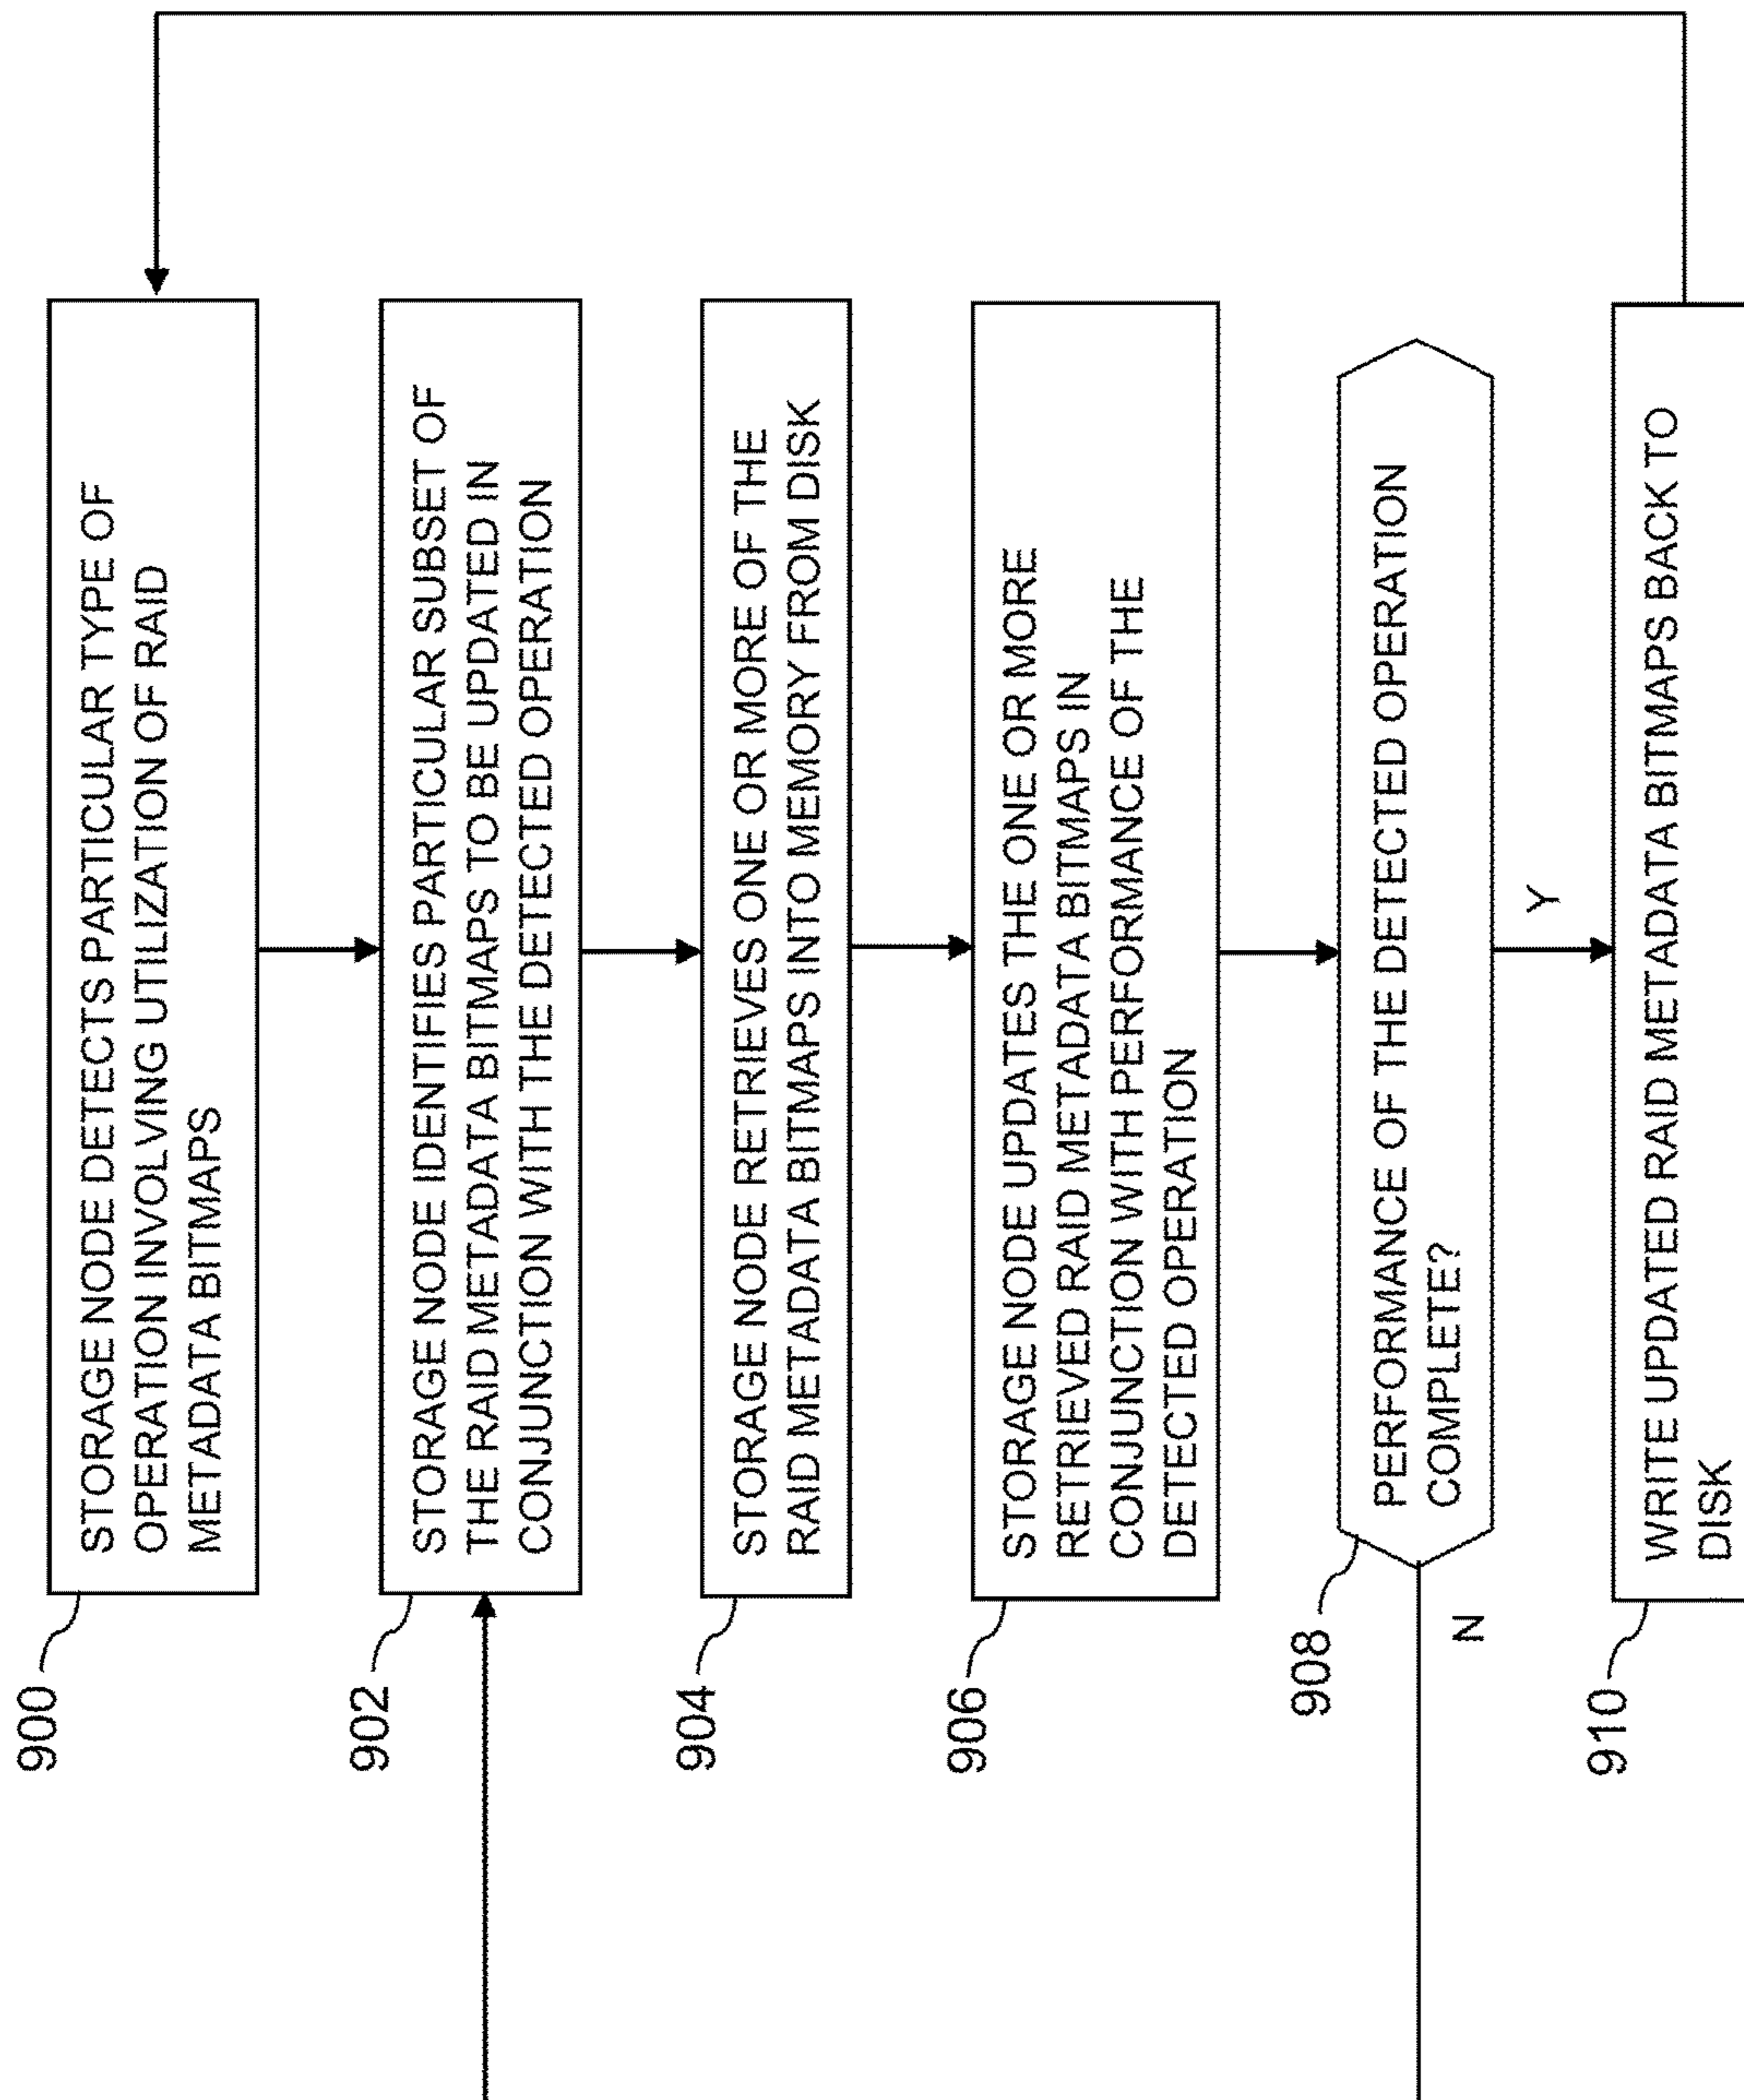 900
STORAGE NODE DETECTS PARTICULAR TYPE OF
OPERATION INVOLVING UTILIZATION OF RAID
METADATA BITMAPS
902
STORAGE NODE IDENTIFIES PARTICULAR SUBSET OF
THE RAID METADATA BITMAPS TO BE UPDATED IN
CONJUNCTION WITH THE DETECTED OPERATION
904
STORAGE NODE RETRIEVES ONE OR MORE OF THE
RAID METADATA BITMAPS INTO MEMORY FROM DISK
906
STORAGE NODE UPDATES THE ONE OR MORE
RETRIEVED RAID METADATA BITMAPS IN
CONJUNCTION WITH PERFORMANCE OF THE
DETECTED OPERATION
908
PERFORMANCE OF THE DETECTED OPERATION
COMPLETE?
N
Y
910
WRITE UPDATED RAID METADATA BITMAPS BACK TO
DISK